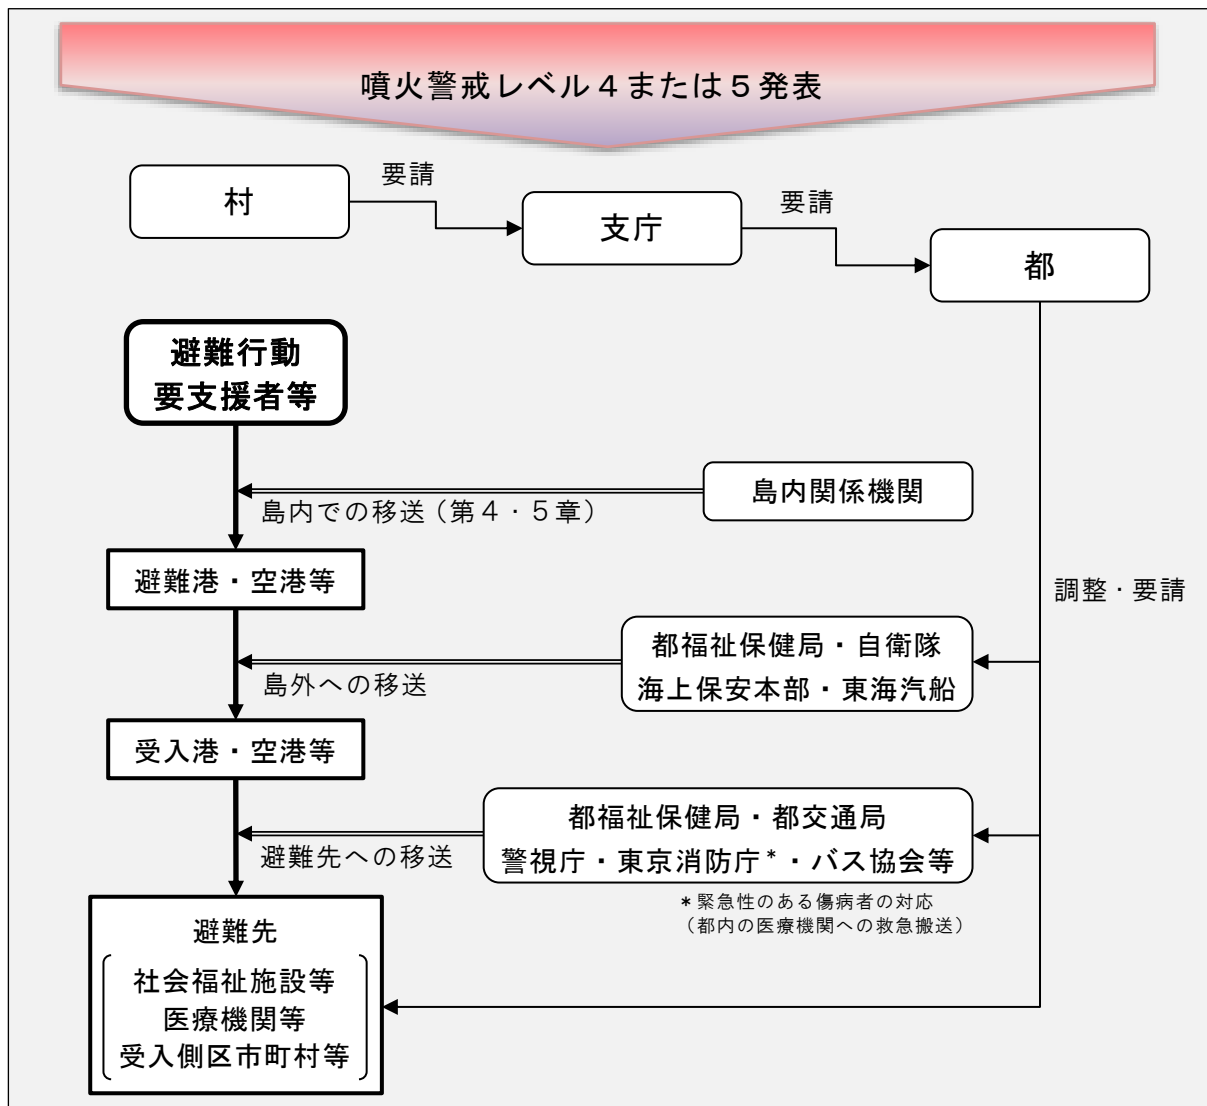 噴火警戒レベル４または５発表
村
要請
支庁
要請
都
避難行動
要支援者等
島内関係機関
島内での移送（第４・５章）
避難港・空港等
調整・要請
都福祉保健局・自衛隊
海上保安本部・東海汽船
島外への移送
受入港・空港等
都福祉保健局・都交通局
警視庁・東京消防庁*・バス協会等
避難先への移送
*緊急性のある傷病者の対応
（都内の医療機関への救急搬送）
避難先
社会福祉施設等
医療機関等
受入側区市町村等